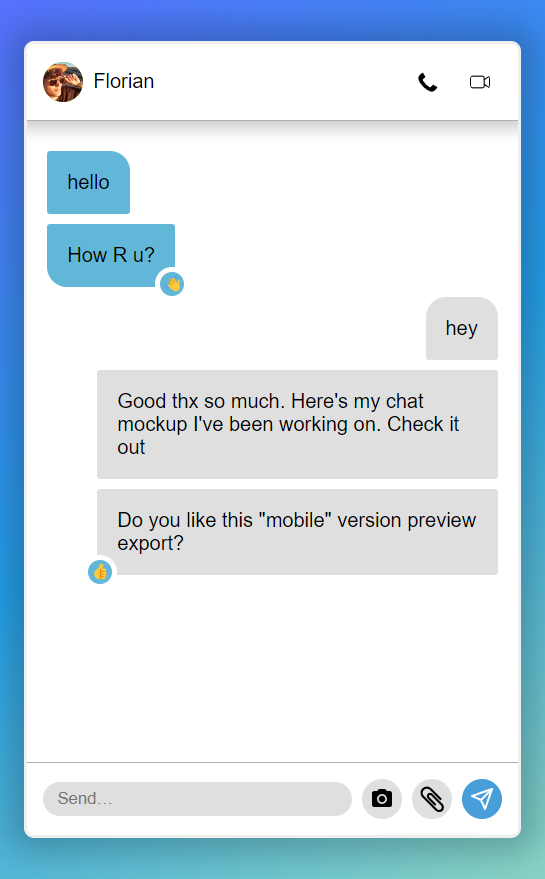 Florian
hello
How R u?
hey
Good thx so much. Here's my chat
mockup I've been working on. Check it
out
Do you like this "mobile" version preview
export?
Send…